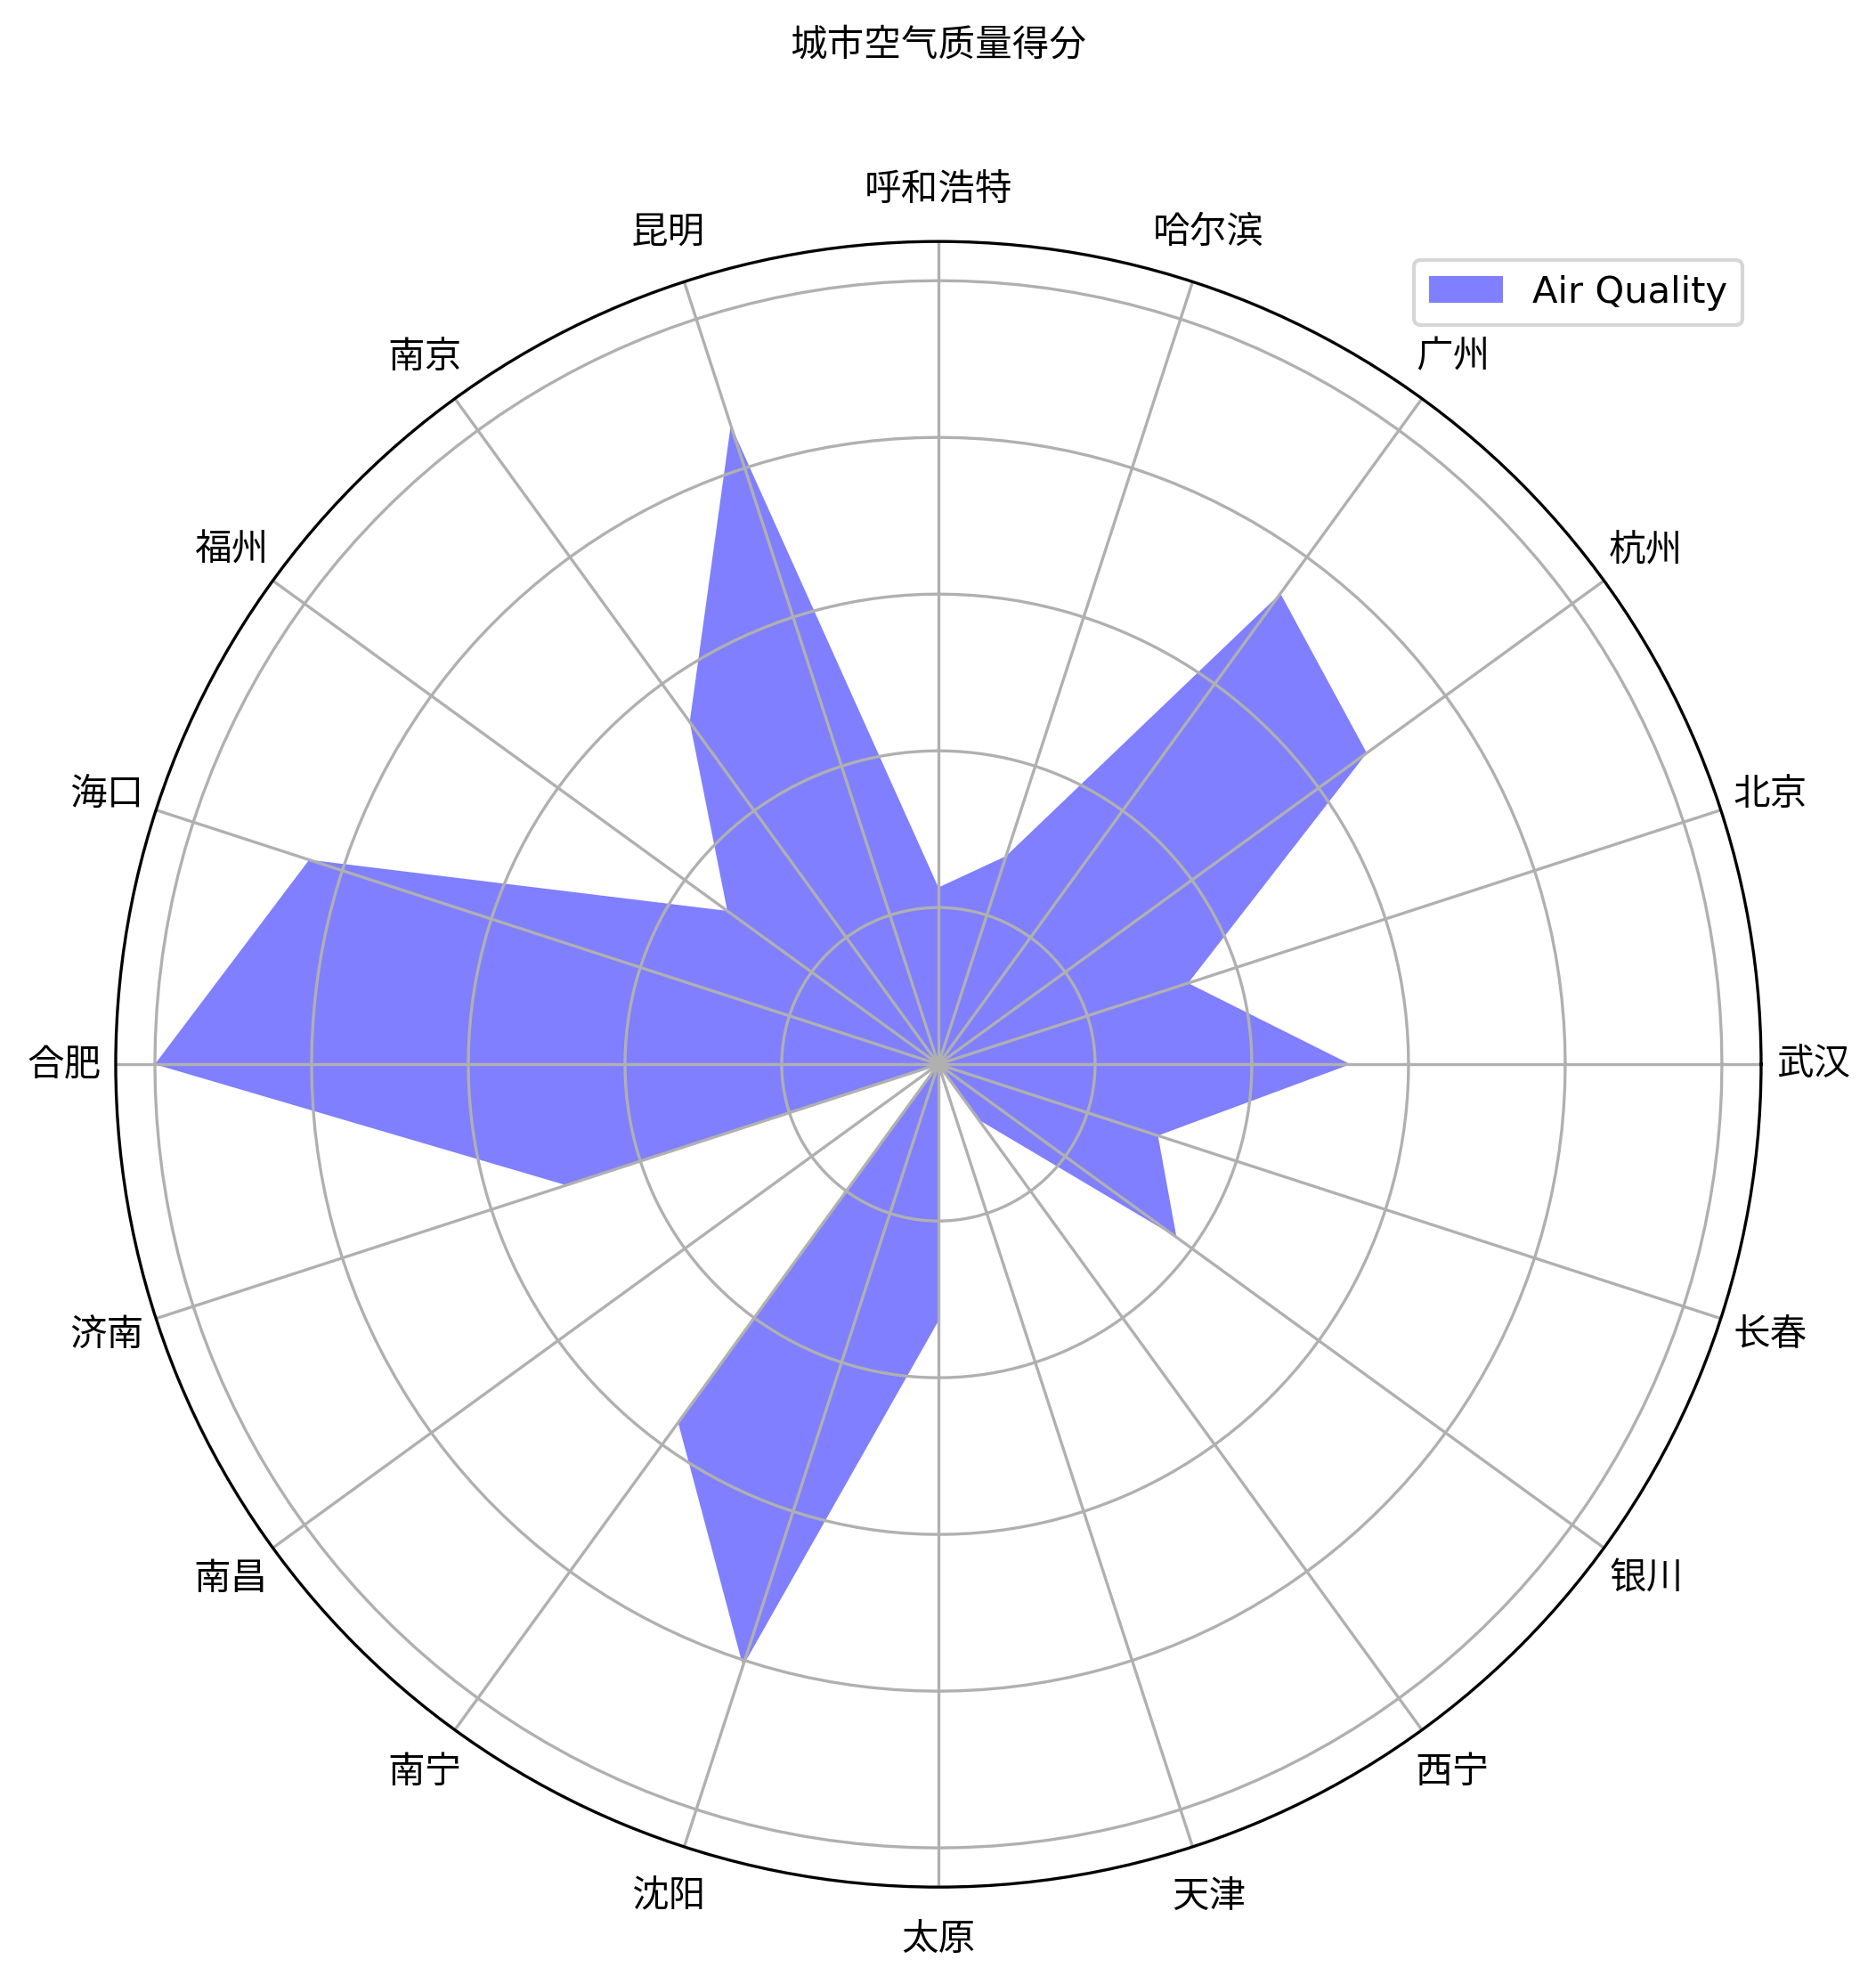 城市空气质量得分
呼和浩特
昆明
哈尔滨
Air Quality
南京
广州
福州
杭州
海口
北京
合肥
武汉
济南
长春
南昌
银川
南宁
西宁
沈阳
天津
太原